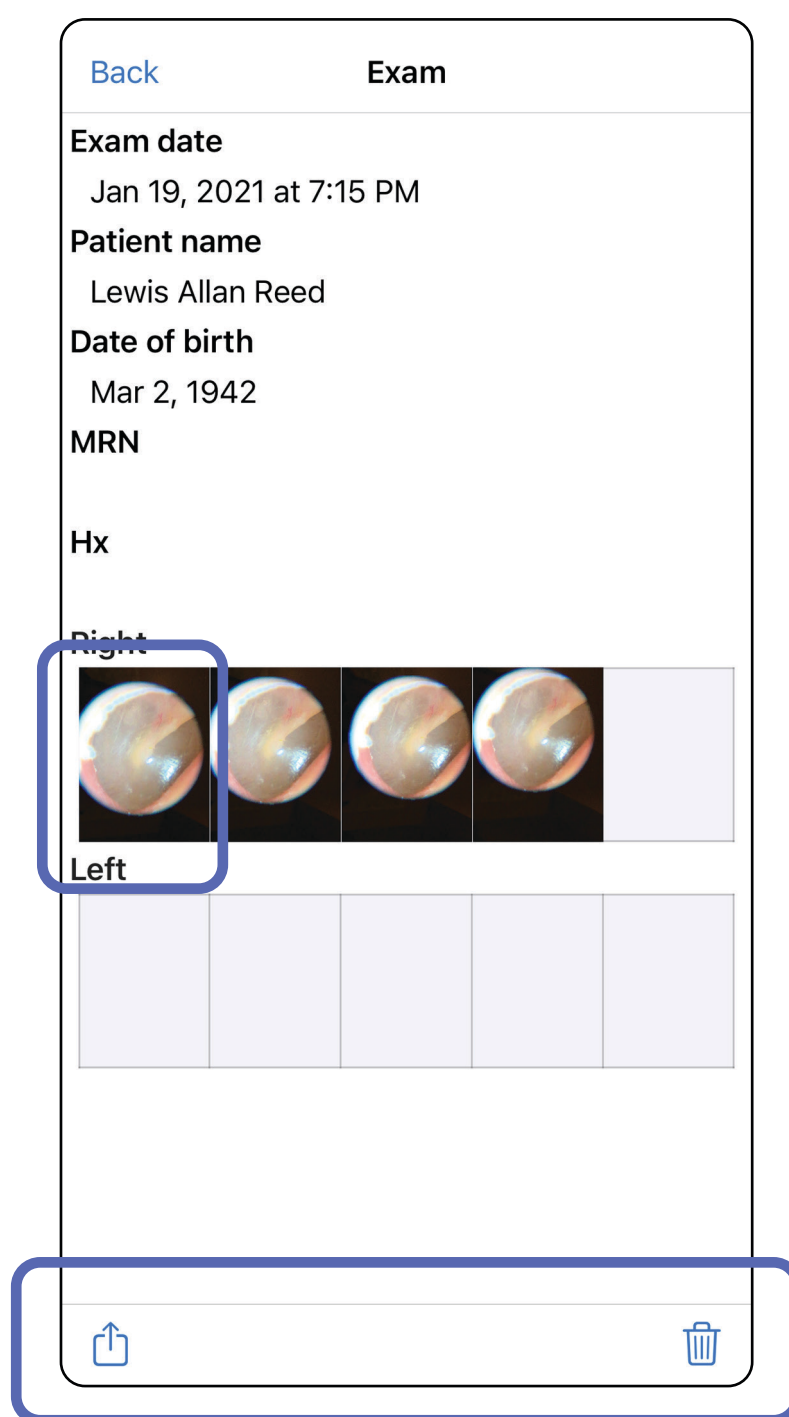 Back
Exam
Exam date
Jan 19, 2021 at 7:15 PM
Patient name
Lewis Allan Reed
Date of birth
Mar 2, 1942
MRN
Hx
Right
Left